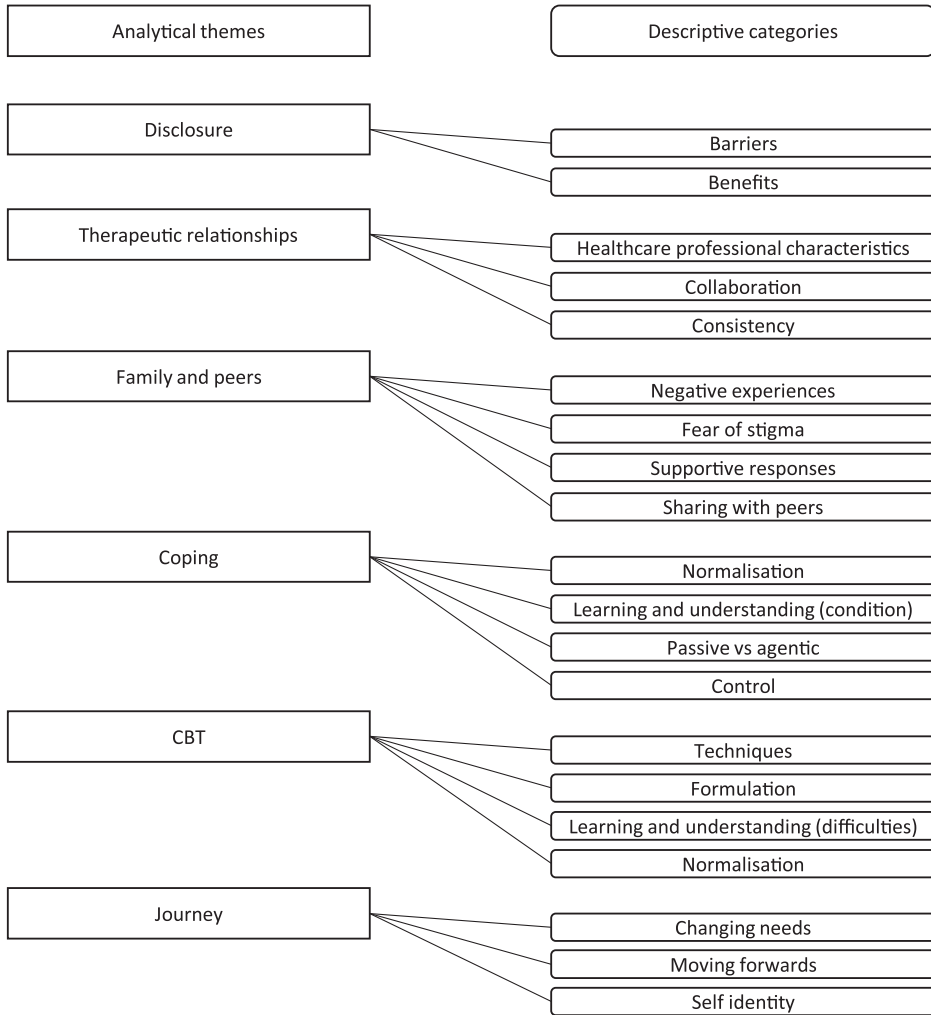 Analytical themes
Descriptive categories
Disclosure
Barriers
Benefits
Therapeutic relationships
Healthcare professional characteristics
Collaboration
Consistency
Family and peers
Negative experiences
Fear of stigma
Supportive responses
Sharing with peers
Coping
Normalisation
Learning and understanding (condition)
Passive vs agentic
Control
CBT
Techniques
Formulation
Learning and understanding (difficulties)
Normalisation
Journey
Changing needs
Moving forwards
Self identity